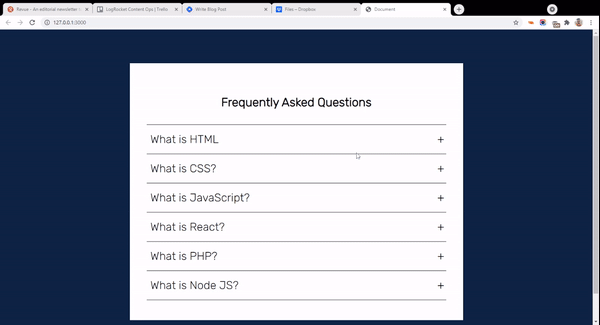 Revue – An editorial newsletter t
LogRocket Content Ops | Trello
Write Blog Post
Files – Dropbox
Document
127.0.0.1:3000
Frequently Asked Questions
What is HTML +
What is CSS? +
What is JavaScript? +
What is React? +
What is PHP? +
What is Node JS? +